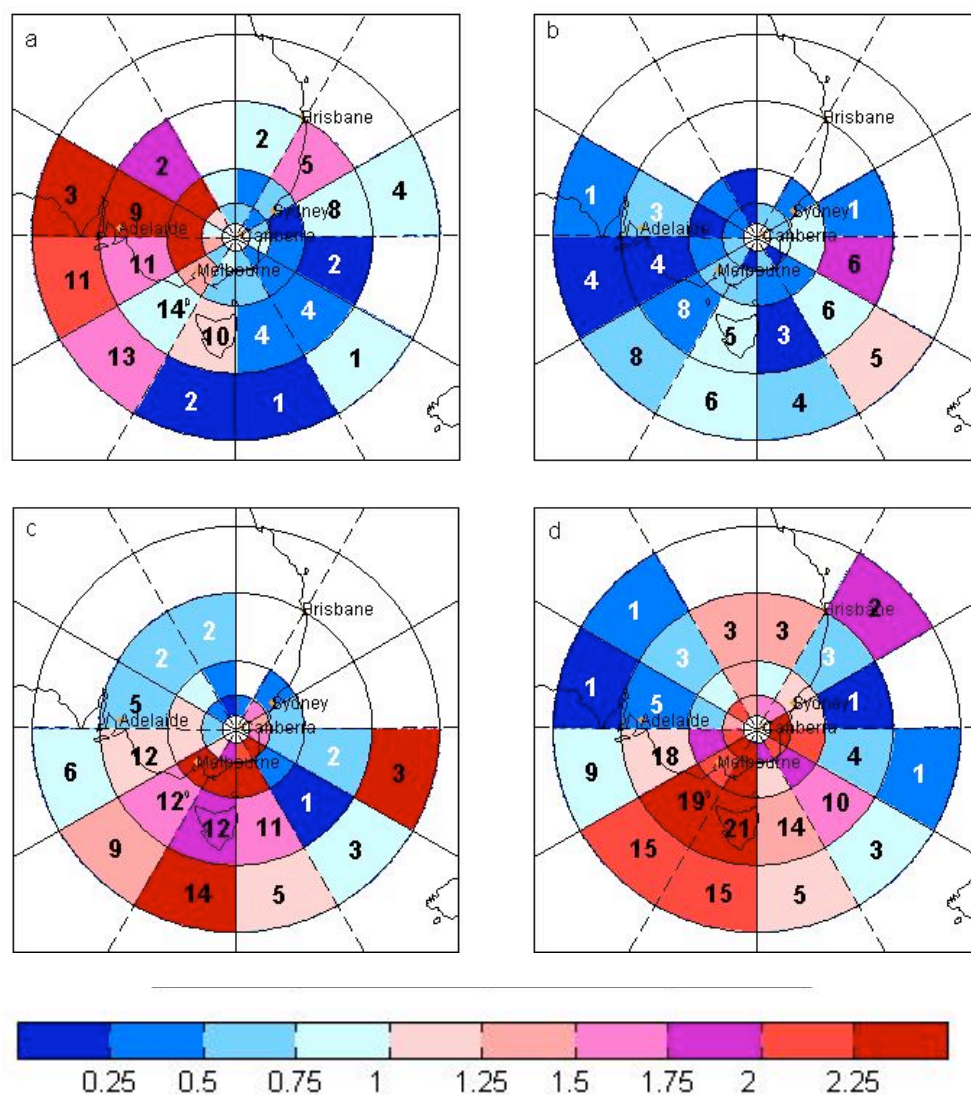 a
Brisbane
2
2
5
3
9
Sydney
8
4
Adelaide
Canberra
11
11
Melbourne
2
14
10
4
4
13
1
2
1
b
Brisbane
1
3
Sydney
1
Adelaide
Canberra
4
4
Melbourne
6
8
5
3
6
8
5
6
4
c
Brisbane
2
2
5
Sydney
Adelaide
Canberra
6
12
Melbourne
2
3
12
12
11
1
9
3
14
5
d
Brisbane
2
1
3
3
3
3
1
5
Sydney
1
Adelaide
Canberra
9
18
Melbourne
4
1
19
21
14
10
15
3
15
5
0.25 0.5 0.75 1 1.25 1.5 1.75 2 2.25